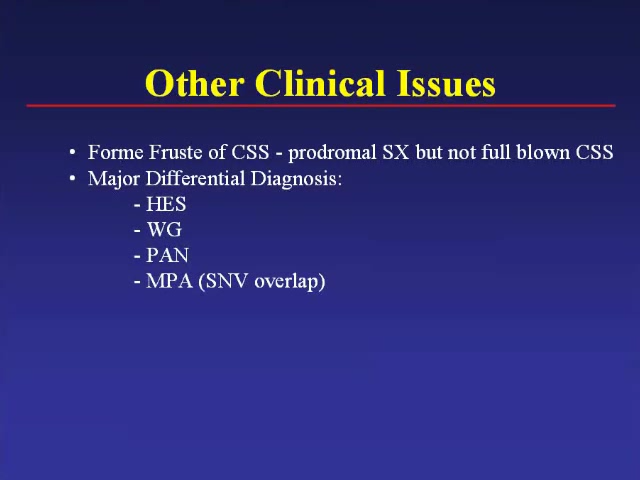 Other Clinical Issues
• Forme Fruste of CSS - prodromal SX but not full blown CSS
• Major Differential Diagnosis:
- HES
- WG
- PAN
- MPA (SNV overlap)